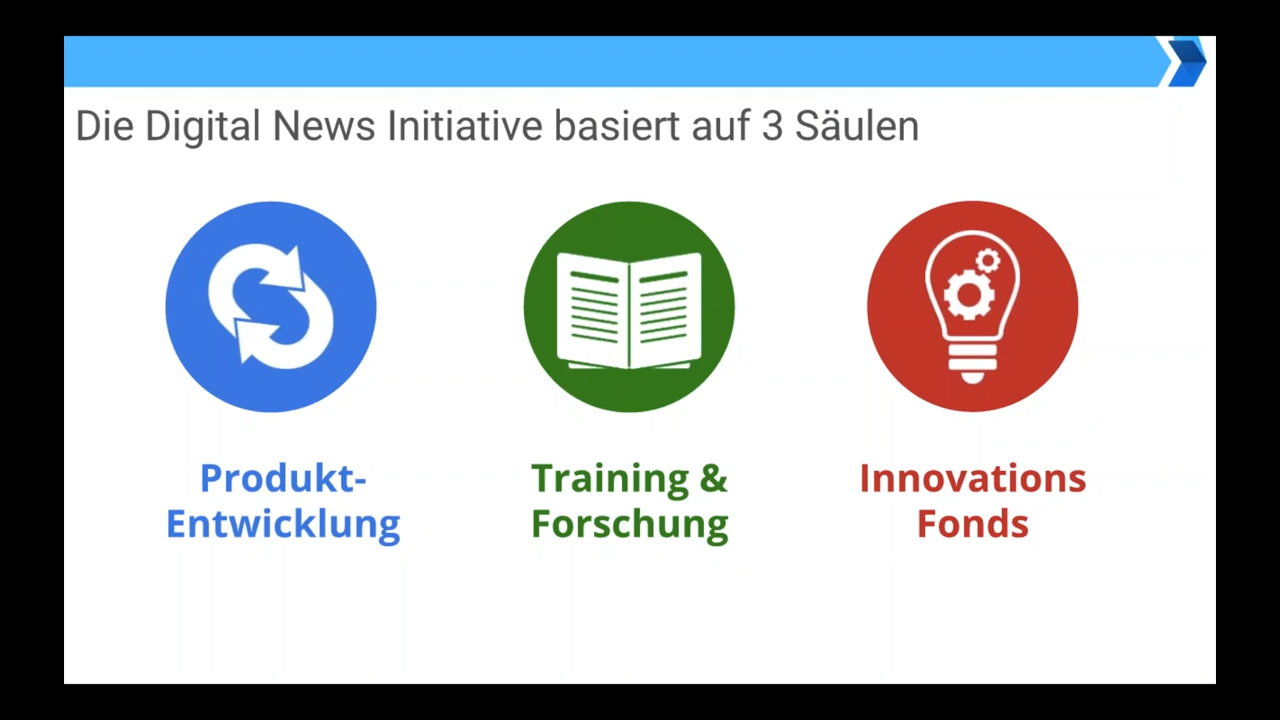 Die Digital News Initiative basiert auf 3 Säulen
Produkt-
Entwicklung
Training &
Forschung
Innovations
Fonds